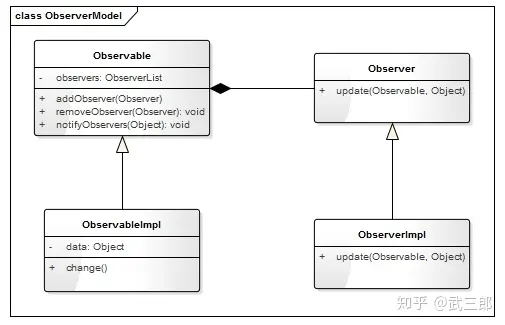 class ObserverModel
Observable
- observers: ObserverList
+ addObserver(Observer)
+ removeObserver(Observer): void
+ notifyObservers(Object): void
Observer
+ update(Observable, Object)
ObservableImpl
- data: Object
+ change()
ObserverImpl
+ update(Observable, Object)
知乎 @武三郎